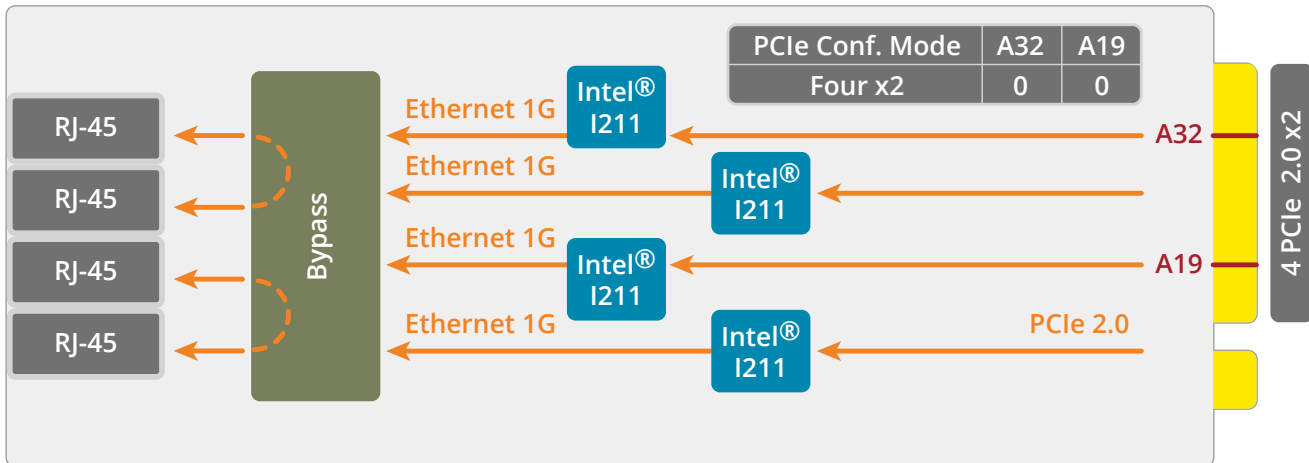 PCIe Conf. Mode A32 A19
Four x2 0 0
RJ-45
RJ-45
RJ-45
RJ-45
Bypass
Ethernet 1G
Intel®
I211
A32
Ethernet 1G
Intel®
I211
Ethernet 1G
Intel®
I211
A19
Ethernet 1G
Intel®
I211
PCIe 2.0
4 PCIe 2.0 x2